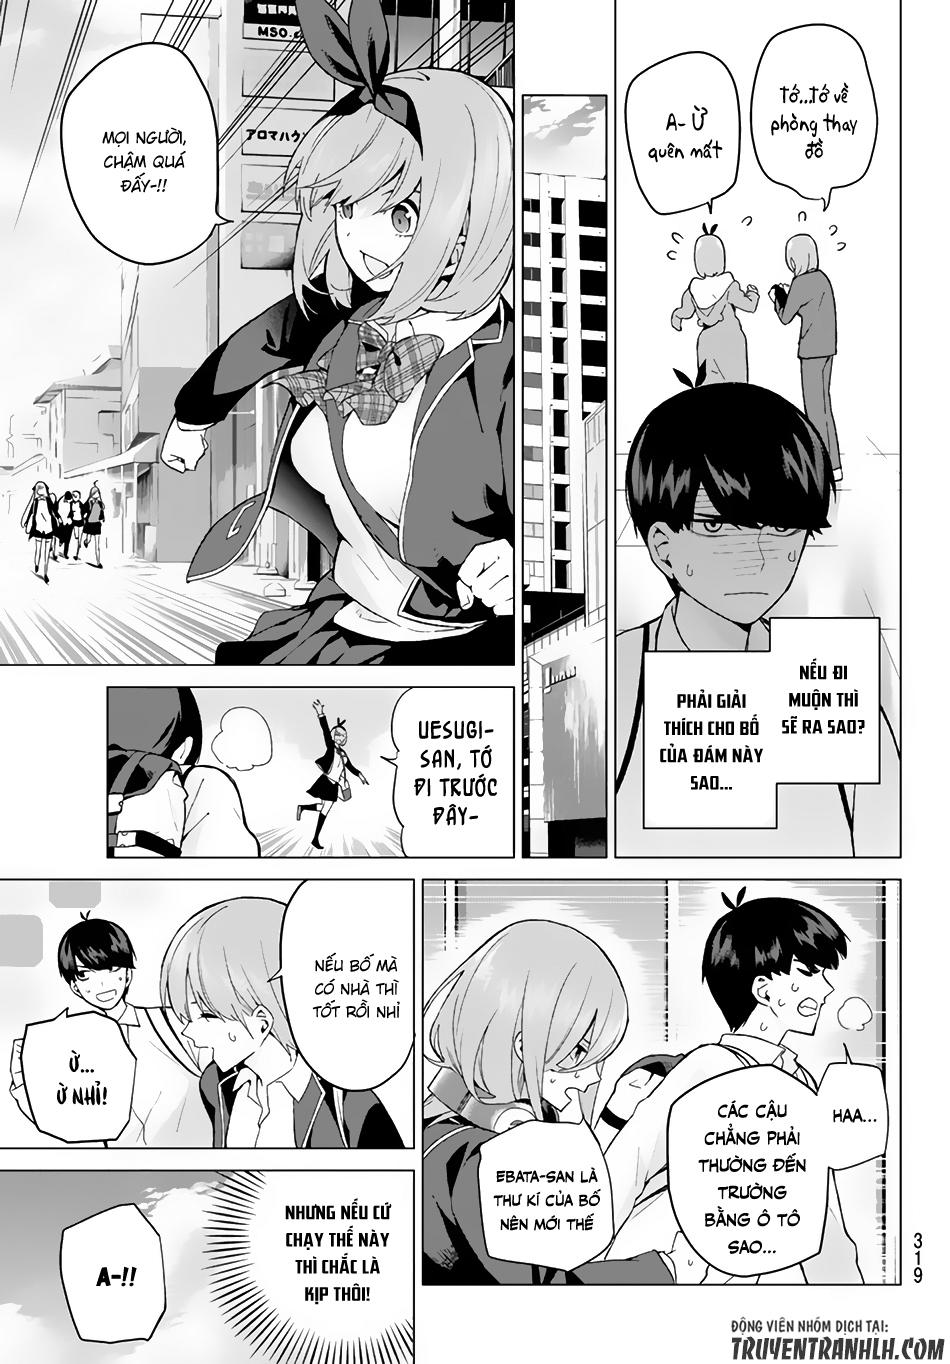 TỚ..TỚ VỀ
PHÒNG THAY
ĐỒ
A- Ừ
QUÊN MẤT
NẾU ĐI
MUỘN THÌ
SẼ RA SAO?
PHẢI GIẢI
THÍCH CHO BỐ
CỦA ĐÁM NÀY
SAO...
MSO.
アロマハウ
MỌI NGƯỜI,
CHẬM QUÁ
ĐẤY-!!
UESUGI-
SAN, TỚ
ĐI TRƯỚC
ĐÂY-
HAA...
CÁC CẬU
CHẲNG PHẢI
THƯỜNG ĐẾN
TRƯỜNG
BẰNG Ô TÔ
SAO...
EBATA-SAN LÀ
THƯ KÍ CỦA BỐ
NÊN MỚI THẾ
NẾU BỐ MÀ
CÓ NHÀ THÌ
TỐT RỒI NHỈ
Ừ...
Ừ NHỈ!
NHƯNG NẾU CỨ
CHẠY THẾ NÀY
THÌ CHẮC LÀ
KỊP THÔI!
A-!!
319
ĐỘNG VIÊN NHÓM DỊCH TẠI:
TRUYENTRANHLH.COM